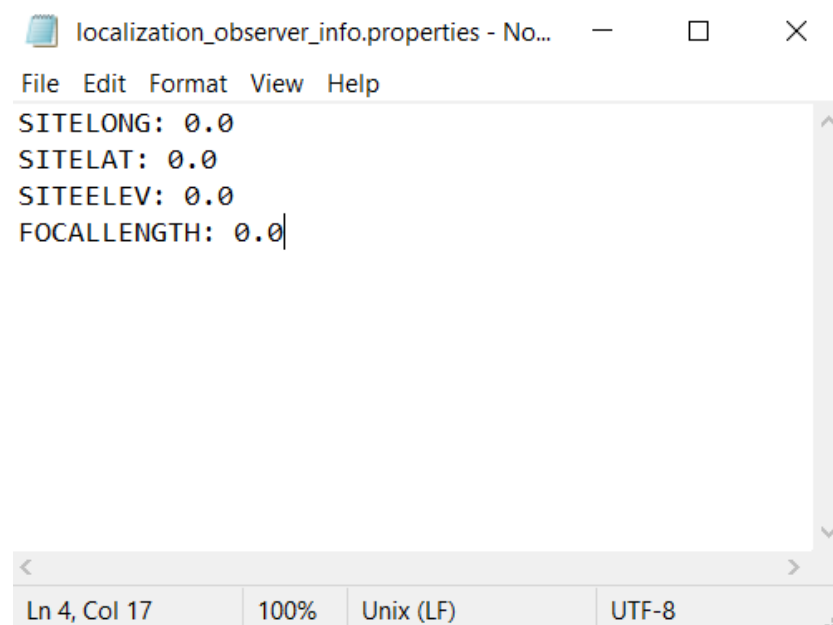 localization_observer_info.properties - No...
File Edit Format View Help
SITELONG: 0.0
SITELAT: 0.0
SITEELEV: 0.0
FOCALLENGTH: 0.0
Ln 4, Col 17 100% Unix (LF) UTF-8